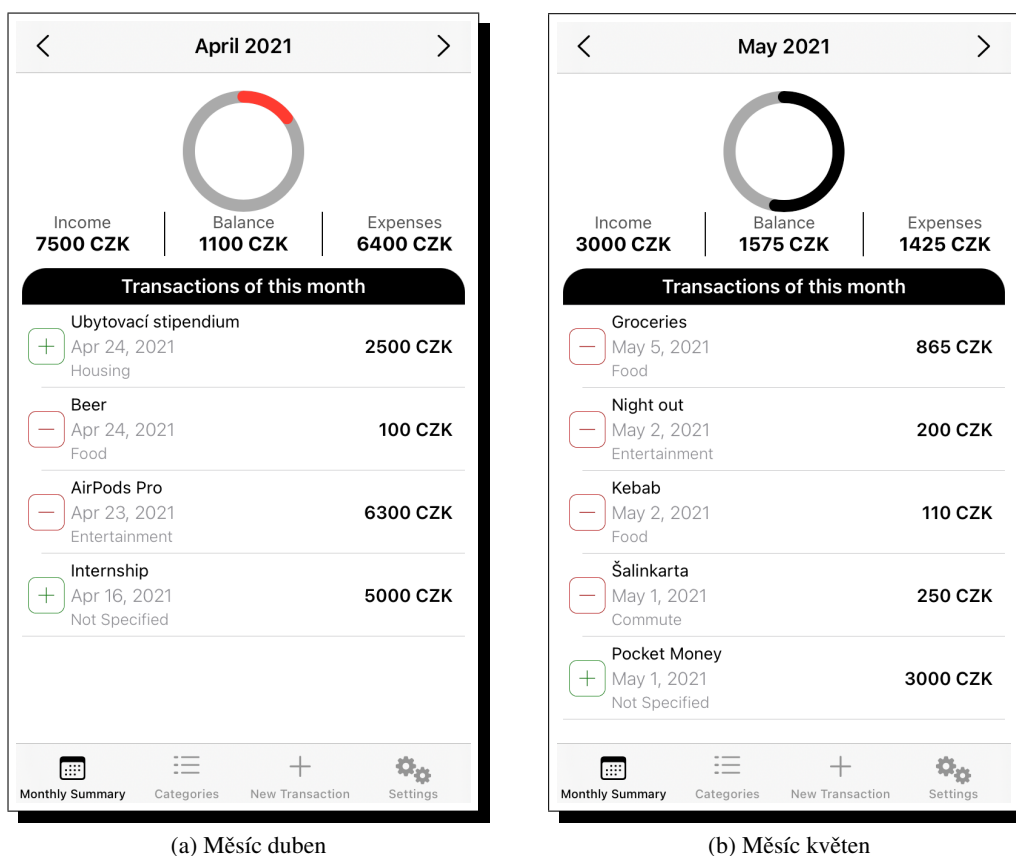 April 2021
Income
Balance
Expenses
7500 CZK
1100 CZK
6400 CZK
Transactions of this month
Ubytovací stipendium
Apr 24, 2021
2500 CZK
Housing
Beer
Apr 24, 2021
100 CZK
Food
AirPods Pro
Apr 23, 2021
6300 CZK
Entertainment
Internship
Apr 16, 2021
5000 CZK
Not Specified
Monthly Summary
Categories
New Transaction
Settings
(a) Měsíc duben
May 2021
Income
Balance
Expenses
3000 CZK
1575 CZK
1425 CZK
Transactions of this month
Groceries
May 5, 2021
865 CZK
Food
Night out
May 2, 2021
200 CZK
Entertainment
Kebab
May 2, 2021
110 CZK
Food
Šalinkarta
May 1, 2021
250 CZK
Commute
Pocket Money
May 1, 2021
3000 CZK
Not Specified
Monthly Summary
Categories
New Transaction
Settings
(b) Měsíc květen